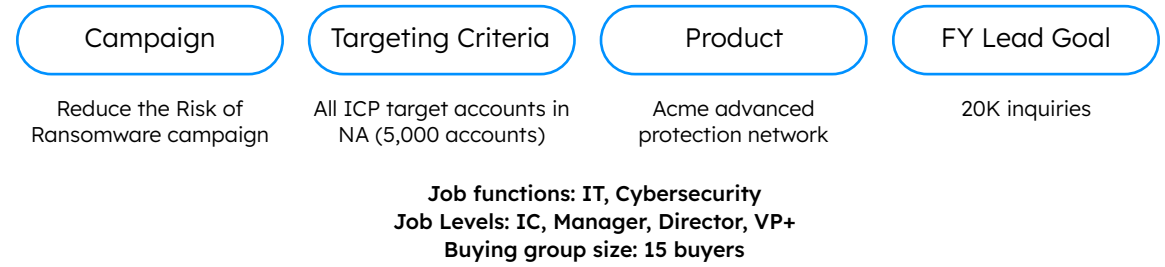 Campaign
Targeting Criteria
Product
FY Lead Goal
Reduce the Risk of
Ransomware campaign
All ICP target accounts in
NA (5,000 accounts)
Acme advanced
protection network
20K inquiries
Job functions: IT, Cybersecurity
Job Levels: IC, Manager, Director, VP+
Buying group size: 15 buyers